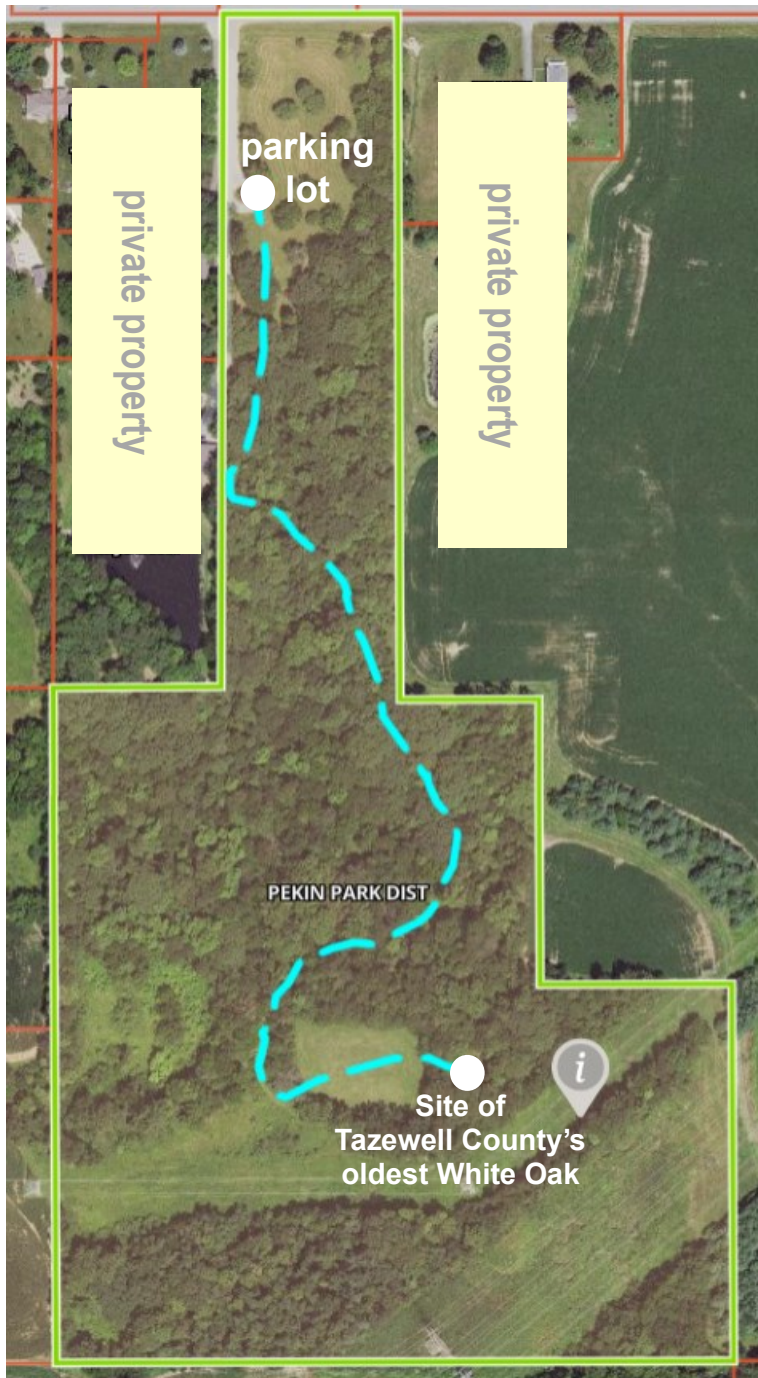 parking
lot
private property
private property
PEKIN PARK DIST
i
Site of
Tazewell County’s
oldest White Oak